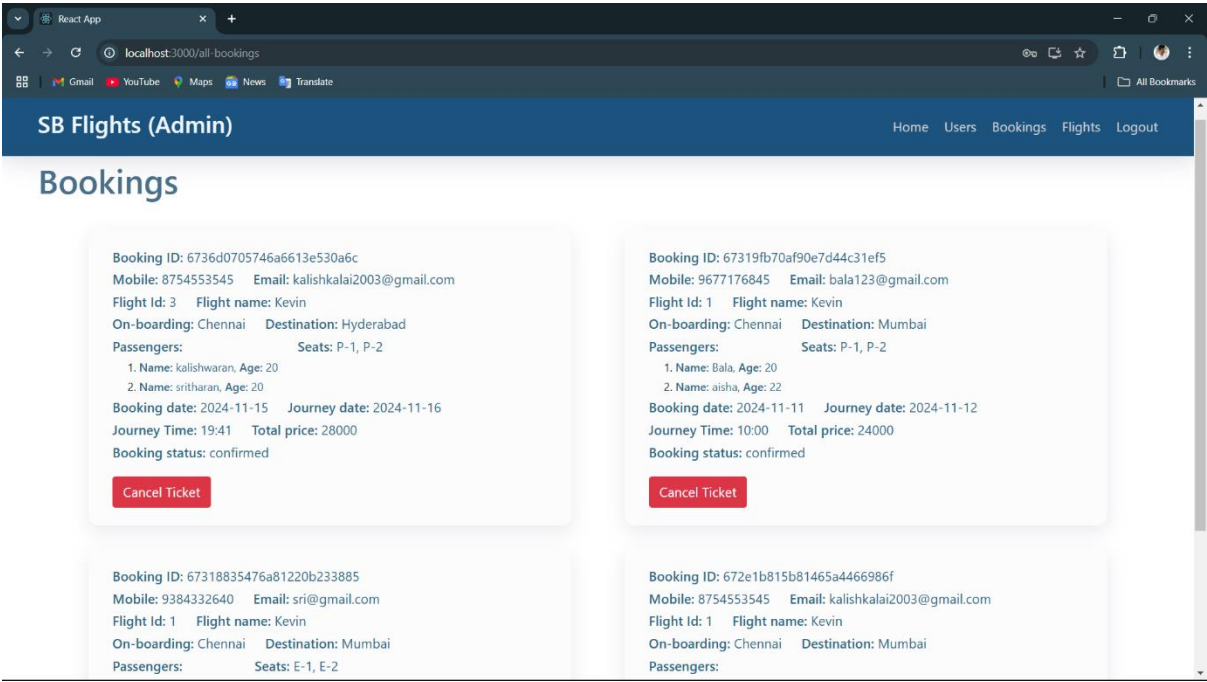 React App
localhost:3000/all-bookings
Gmail YouTube Maps News Translate All Bookmarks
SB Flights (Admin) Home Users Bookings Flights Logout
Bookings
Booking ID: 6736d0705746a6613e530a6c
Mobile: 8754553545 Email: kalishkalai2003@gmail.com
Flight Id: 3 Flight name: Kevin
On-boarding: Chennai Destination: Hyderabad
Passengers: Seats: P-1, P-2
1. Name: kalishwaran, Age: 20
2. Name: sritharan, Age: 20
Booking date: 2024-11-15 Journey date: 2024-11-16
Journey Time: 19:41 Total price: 28000
Booking status: confirmed
Cancel Ticket
Booking ID: 67319fb70af90e7d44c31ef5
Mobile: 9677176845 Email: bala123@gmail.com
Flight Id: 1 Flight name: Kevin
On-boarding: Chennai Destination: Mumbai
Passengers: Seats: P-1, P-2
1. Name: Bala, Age: 20
2. Name: aisha, Age: 22
Booking date: 2024-11-11 Journey date: 2024-11-12
Journey Time: 10:00 Total price: 24000
Booking status: confirmed
Cancel Ticket
Booking ID: 67318835476a81220b233885
Mobile: 9384332640 Email: sri@gmail.com
Flight Id: 1 Flight name: Kevin
On-boarding: Chennai Destination: Mumbai
Passengers: Seats: E-1, E-2
Booking ID: 672e1b815b81465a4466986f
Mobile: 8754553545 Email: kalishkalai2003@gmail.com
Flight Id: 1 Flight name: Kevin
On-boarding: Chennai Destination: Mumbai
Passengers: